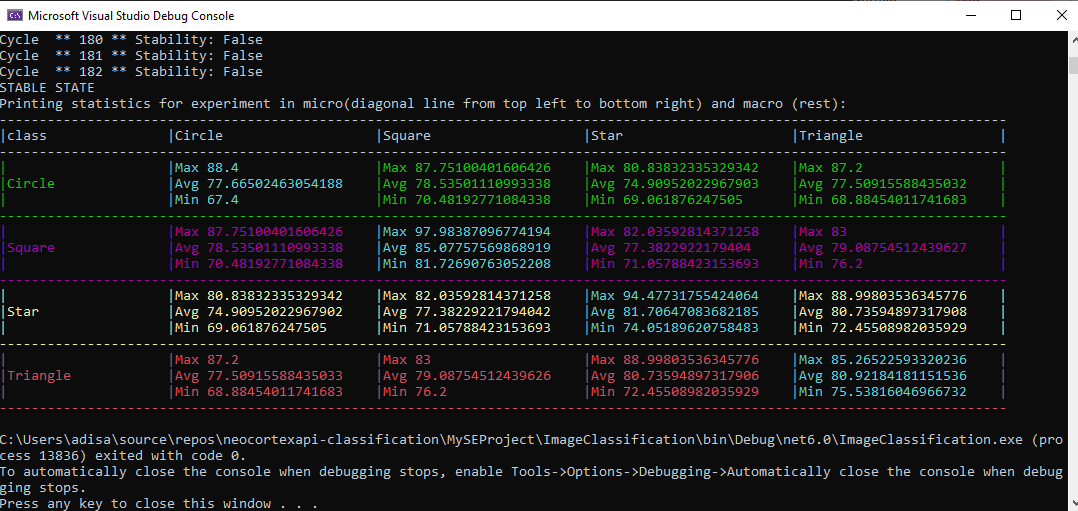 Microsoft Visual Studio Debug Console
Cycle  ** 180 ** Stability: False
Cycle  ** 181 ** Stability: False
Cycle  ** 182 ** Stability: False
STABLE STATE
Printing statistics for experiment in micro(diagonal line from top left to bottom right) and macro (rest):
|class |Circle |Square |Star |Triangle |
| |Max 88.4 |Max 87.75100401606426 |Max 80.83832335329342 |Max 87.2 |
|Circle |Avg 77.66502463054188 |Avg 78.53501110993338 |Avg 74.90952022967903 |Avg 77.50915588435032 |
| |Min 67.4 |Min 70.48192771084338 |Min 69.061876247505 |Min 68.88454011741683 |
| |Max 87.75100401606426 |Max 97.98387096774194 |Max 82.03592814371258 |Max 83 |
|Square |Avg 78.53501110993338 |Avg 85.07757569868919 |Avg 77.3822922179404 |Avg 79.08754512439627 |
| |Min 70.48192771084338 |Min 81.72690763052208 |Min 71.05788423153693 |Min 76.2 |
| |Max 80.83832335329342 |Max 82.03592814371258 |Max 94.47731755424064 |Max 88.99803536345776 |
|Star |Avg 74.90952022967902 |Avg 77.38229221794042 |Avg 81.70647083682185 |Avg 80.73594897317908 |
| |Min 69.061876247505 |Min 71.05788423153693 |Min 74.05189620758483 |Min 72.45508982035929 |
| |Max 87.2 |Max 83 |Max 88.99803536345776 |Max 85.26522593320236 |
|Triangle |Avg 77.50915588435033 |Avg 79.08754512439626 |Avg 80.73594897317906 |Avg 80.92184181151536 |
| |Min 68.88454011741683 |Min 76.2 |Min 72.45508982035929 |Min 75.53816046966732 |
C:\Users\adisa\source\repos\neocortexapi-classification\MySEProject\ImageClassification\bin\Debug\net6.0\ImageClassification.exe (pro
cess 13836) exited with code 0.
To automatically close the console when debugging stops, enable Tools->Options->Debugging->Automatically close the console when debug
ging stops.
Press any key to close this window . . .